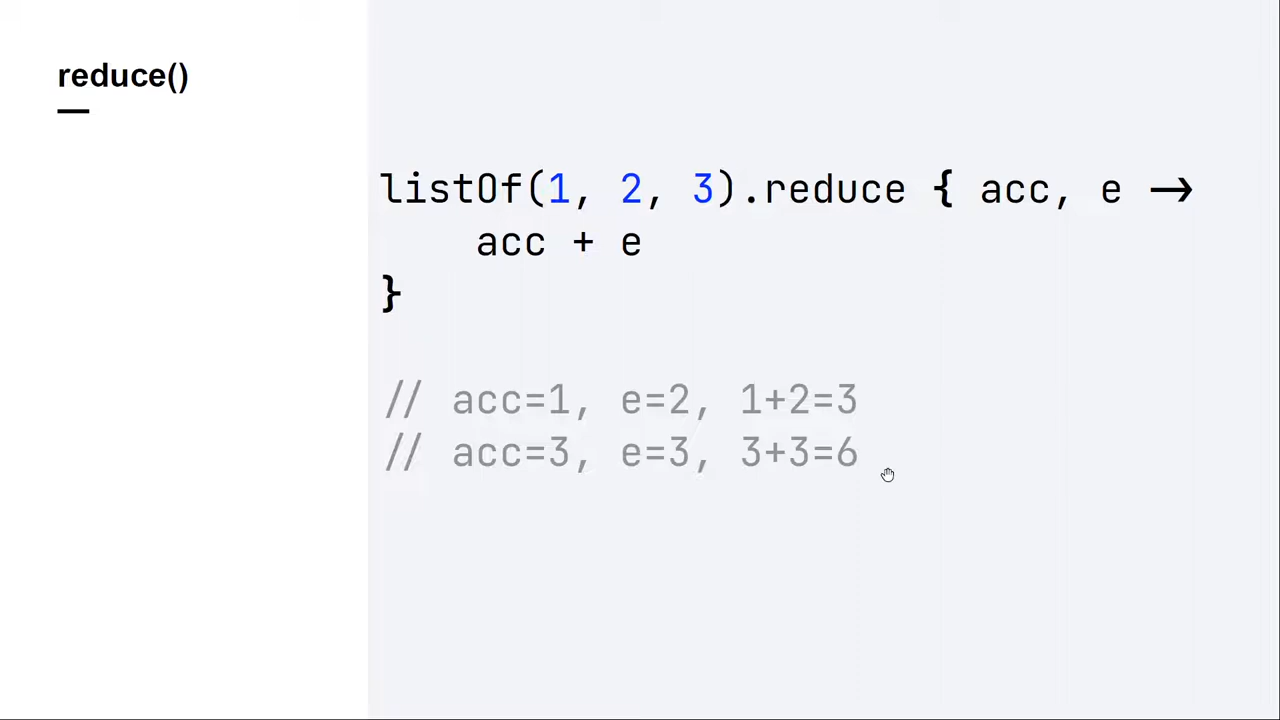 reduce()
listOf(1, 2, 3).reduce { acc, e →
    acc + e
}
// acc=1, e=2, 1+2=3
// acc=3, e=3, 3+3=6